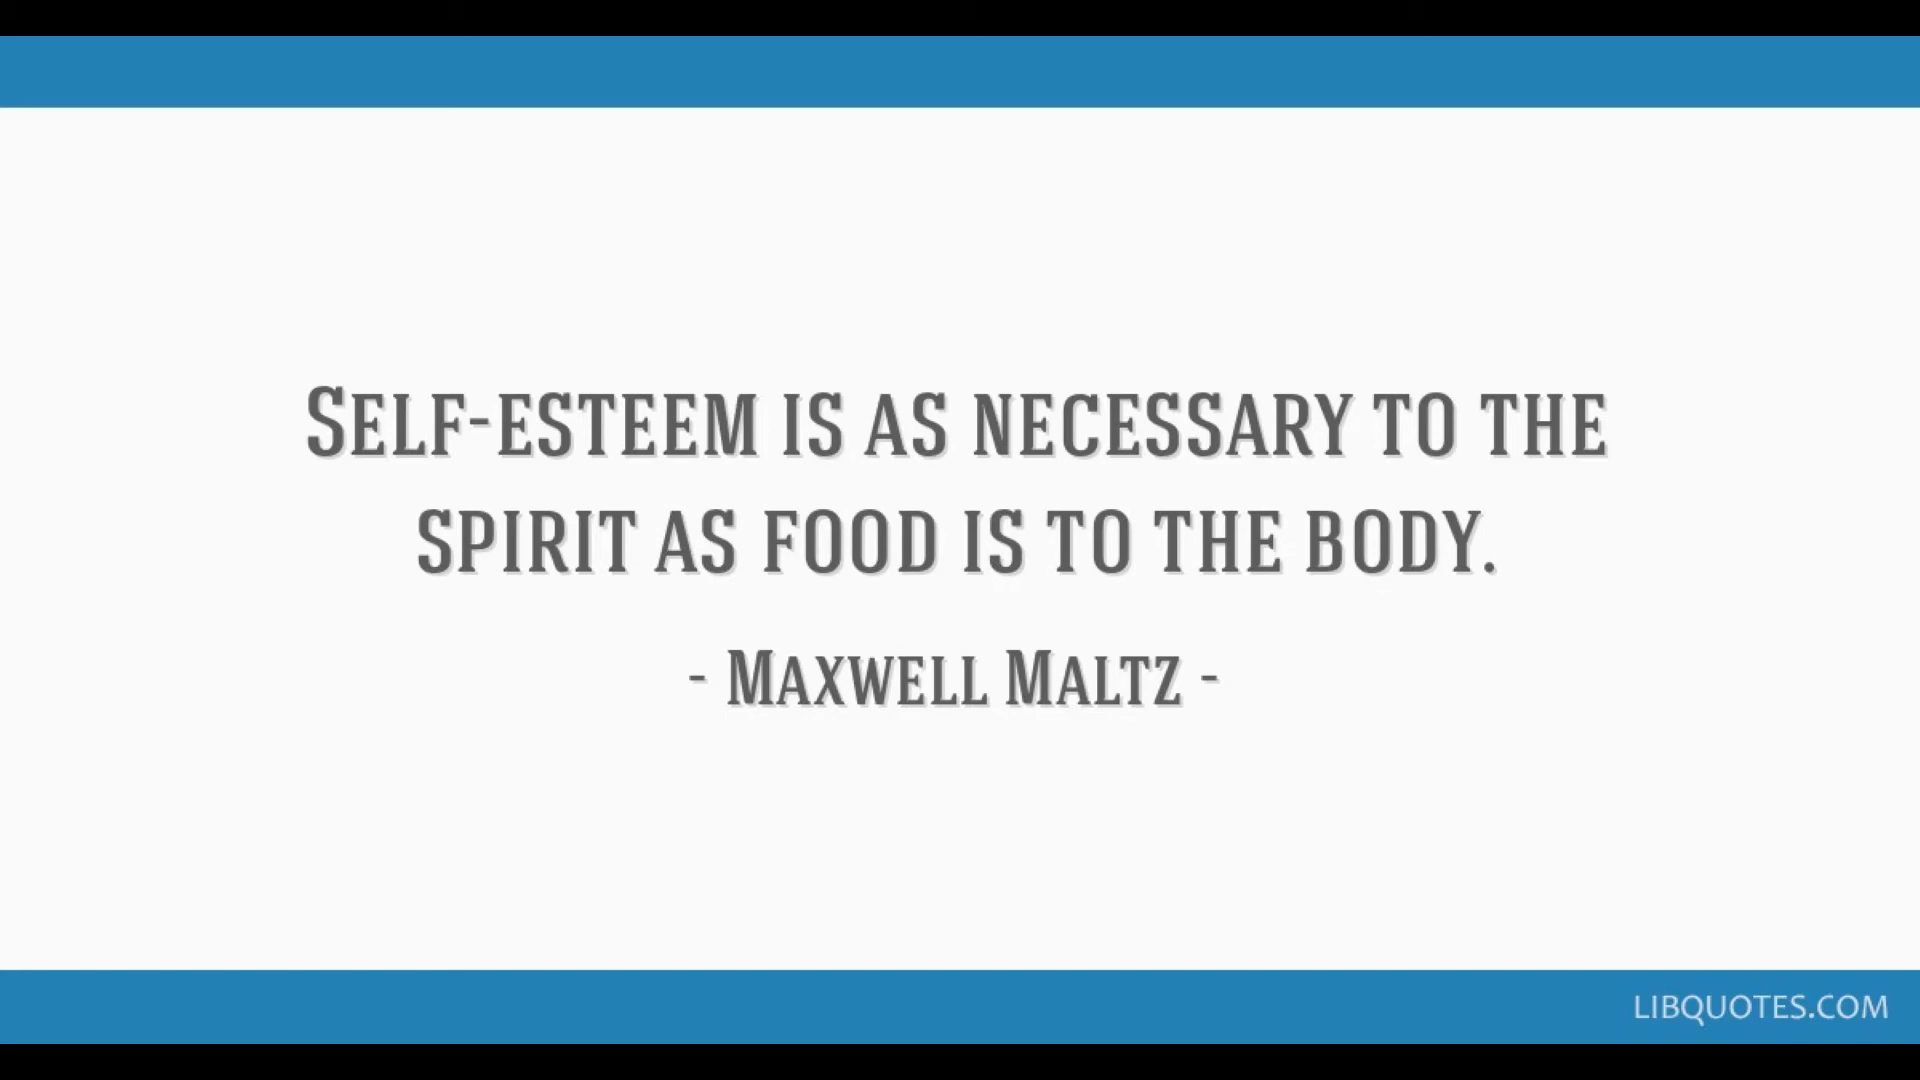 Self-esteem is as necessary to the
spirit as food is to the body.
- Maxwell Maltz -
LIBQUOTES.COM